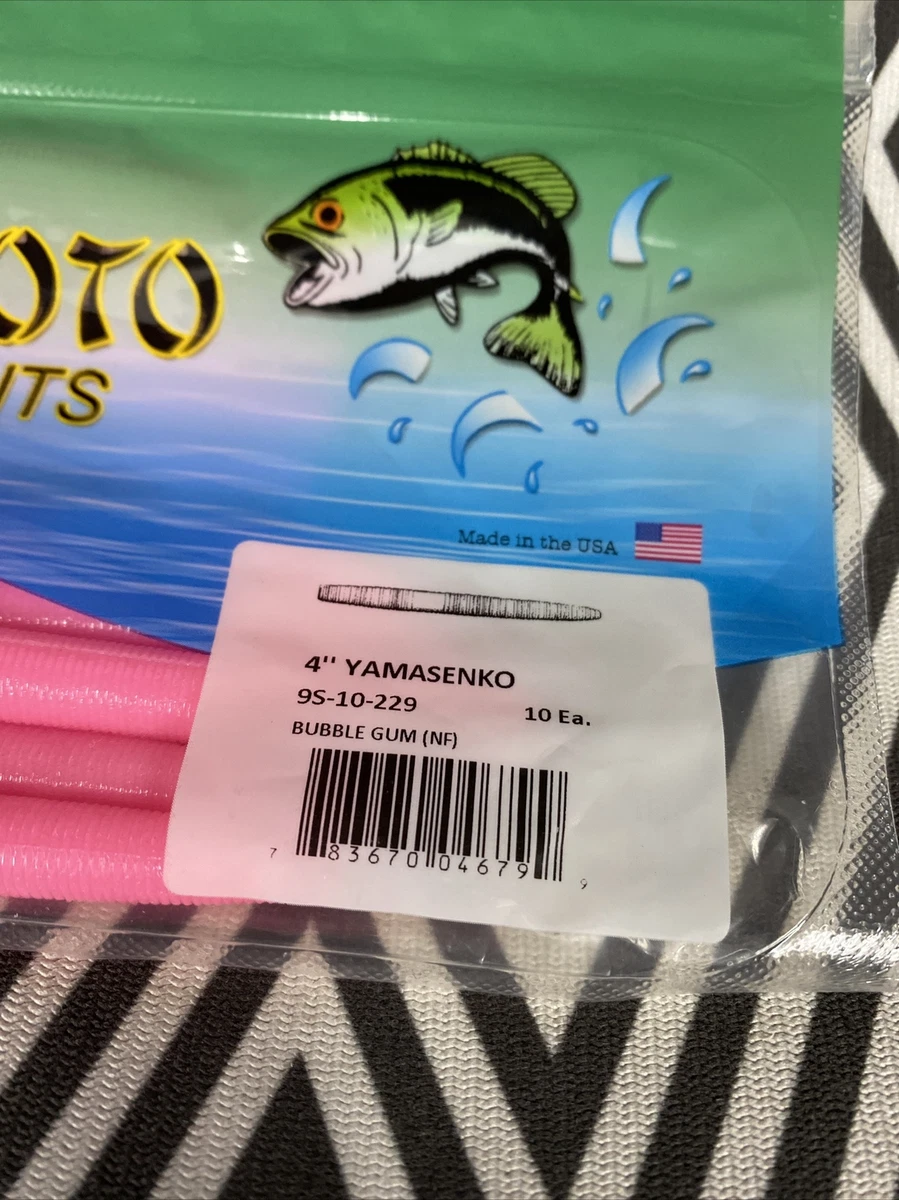 OTO
ITS
Made in the USA
4'' YAMASENKO
9S-10-229
10 Ea.
BUBBLE GUM (NF)
7 83670 04679 9